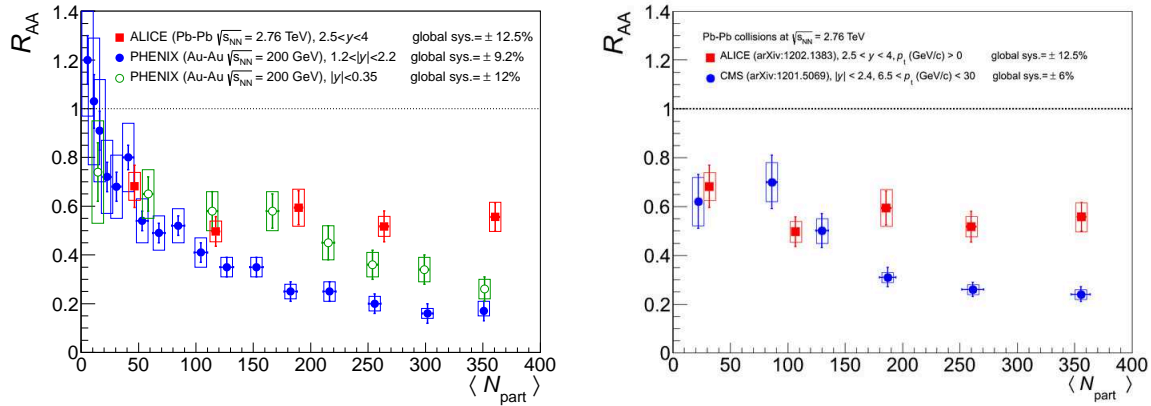 R_AA
1.4
1.2
1
0.8
0.6
0.4
0.2
0
ALICE (Pb-Pb √s_NN = 2.76 TeV), 2.5<y<4 global sys.= ± 12.5%
PHENIX (Au-Au √s_NN = 200 GeV), 1.2<|y|<2.2 global sys.= ± 9.2%
PHENIX (Au-Au √s_NN = 200 GeV), |y|<0.35 global sys.= ± 12%
0 50 100 150 200 250 300 350 400
⟨ N_part ⟩
R_AA
1.4
1.2
1
0.8
0.6
0.4
0.2
0
Pb-Pb collisions at √s_NN = 2.76 TeV
ALICE (arXiv:1202.1383), 2.5 < y < 4, p_t (GeV/c) > 0 global sys.= ± 12.5%
CMS (arXiv:1201.5069), |y| < 2.4, 6.5 < p_t (GeV/c) < 30 global sys.= ± 6%
0 50 100 150 200 250 300 350 400
⟨ N_part ⟩